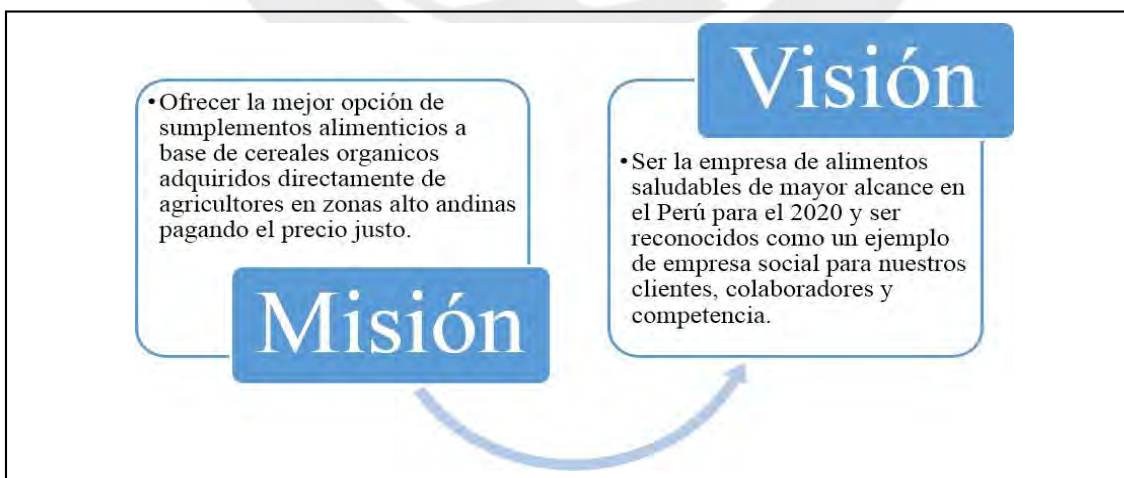 •Ofrecer la mejor opción de
sumplementos alimenticios a
base de cereales organicos
adquiridos directamente de
agricultores en zonas alto andinas
pagando el precio justo.
Misión
Visión
•Ser la empresa de alimentos
saludables de mayor alcance en
el Perú para el 2020 y ser
reconocidos como un ejemplo
de empresa social para nuestros
clientes, colaboradores y
competencia.